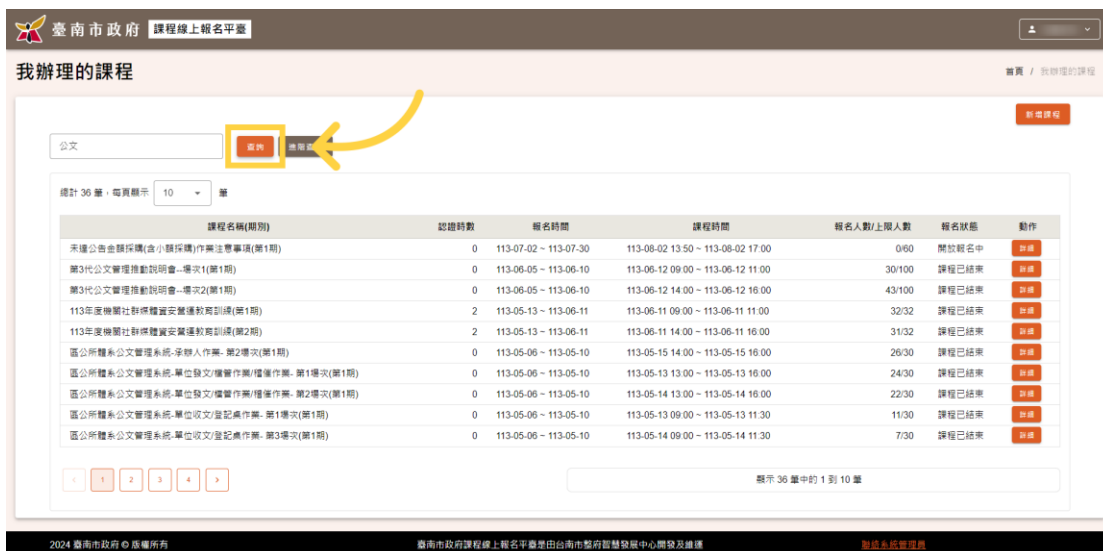 臺南市政府 課程線上報名平臺
我辦理的課程
首頁 / 我辦理的課程
新增課程
公文 查詢 進階
總計 36 筆,每頁顯示 10 筆
課程名稱(期別) 認證時數 報名時間 課程時間 報名人數/上限人數 報名狀態 動作
未達公告金額採購(含小額採購)作業注意事項(第1期) 0 113-07-02 ~ 113-07-30 113-08-02 13:50 ~ 113-08-02 17:00 0/60 開放報名中 詳細
第3代公文管理推動說明會--場次1(第1期) 0 113-06-05 ~ 113-06-10 113-06-12 09:00 ~ 113-06-12 11:00 30/100 課程已結束 詳細
第3代公文管理推動說明會--場次2(第1期) 0 113-06-05 ~ 113-06-10 113-06-12 14:00 ~ 113-06-12 16:00 43/100 課程已結束 詳細
113年度機關社群媒體資安營運教育訓練(第1期) 2 113-05-13 ~ 113-06-11 113-06-11 09:00 ~ 113-06-11 11:00 32/32 課程已結束 詳細
113年度機關社群媒體資安營運教育訓練(第2期) 2 113-05-13 ~ 113-06-11 113-06-11 14:00 ~ 113-06-11 16:00 31/32 課程已結束 詳細
區公所體系公文管理系統-承辦人作業- 第2場次(第1期) 0 113-05-06 ~ 113-05-10 113-05-15 14:00 ~ 113-05-15 16:00 26/30 課程已結束 詳細
區公所體系公文管理系統-單位發文/檔管作業/稽催作業- 第1場次(第1期) 0 113-05-06 ~ 113-05-10 113-05-13 13:00 ~ 113-05-13 16:00 24/30 課程已結束 詳細
區公所體系公文管理系統-單位發文/檔管作業/稽催作業- 第2場次(第1期) 0 113-05-06 ~ 113-05-10 113-05-14 13:00 ~ 113-05-14 16:00 22/30 課程已結束 詳細
區公所體系公文管理系統-單位收文/登記桌作業- 第1場次(第1期) 0 113-05-06 ~ 113-05-10 113-05-13 09:00 ~ 113-05-13 11:30 11/30 課程已結束 詳細
區公所體系公文管理系統-單位收文/登記桌作業- 第3場次(第1期) 0 113-05-06 ~ 113-05-10 113-05-14 09:00 ~ 113-05-14 11:30 7/30 課程已結束 詳細
‹ 1 2 3 4 › 顯示 36 筆中的 1 到 10 筆
2024 臺南市政府 © 版權所有 臺南市政府課程線上報名平臺是由台南市政府智慧發展中心開發及維運 聯絡系統管理員